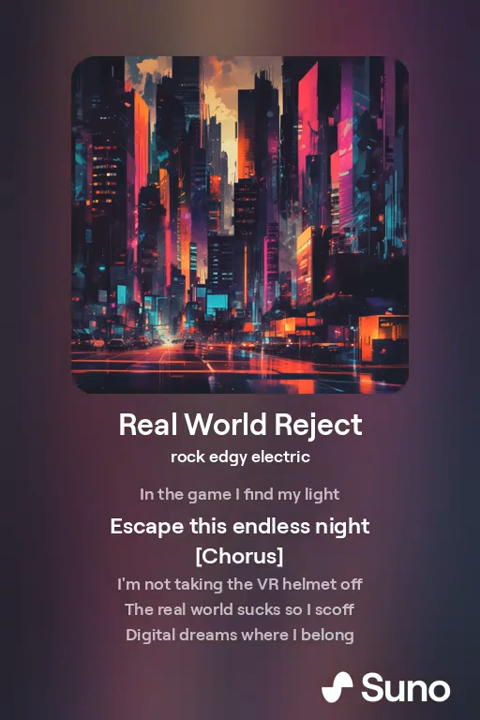 Real World Reject
rock edgy electric
In the game I find my light
Escape this endless night
[Chorus]
I'm not taking the VR helmet off
The real world sucks so I scoff
Digital dreams where I belong
Suno